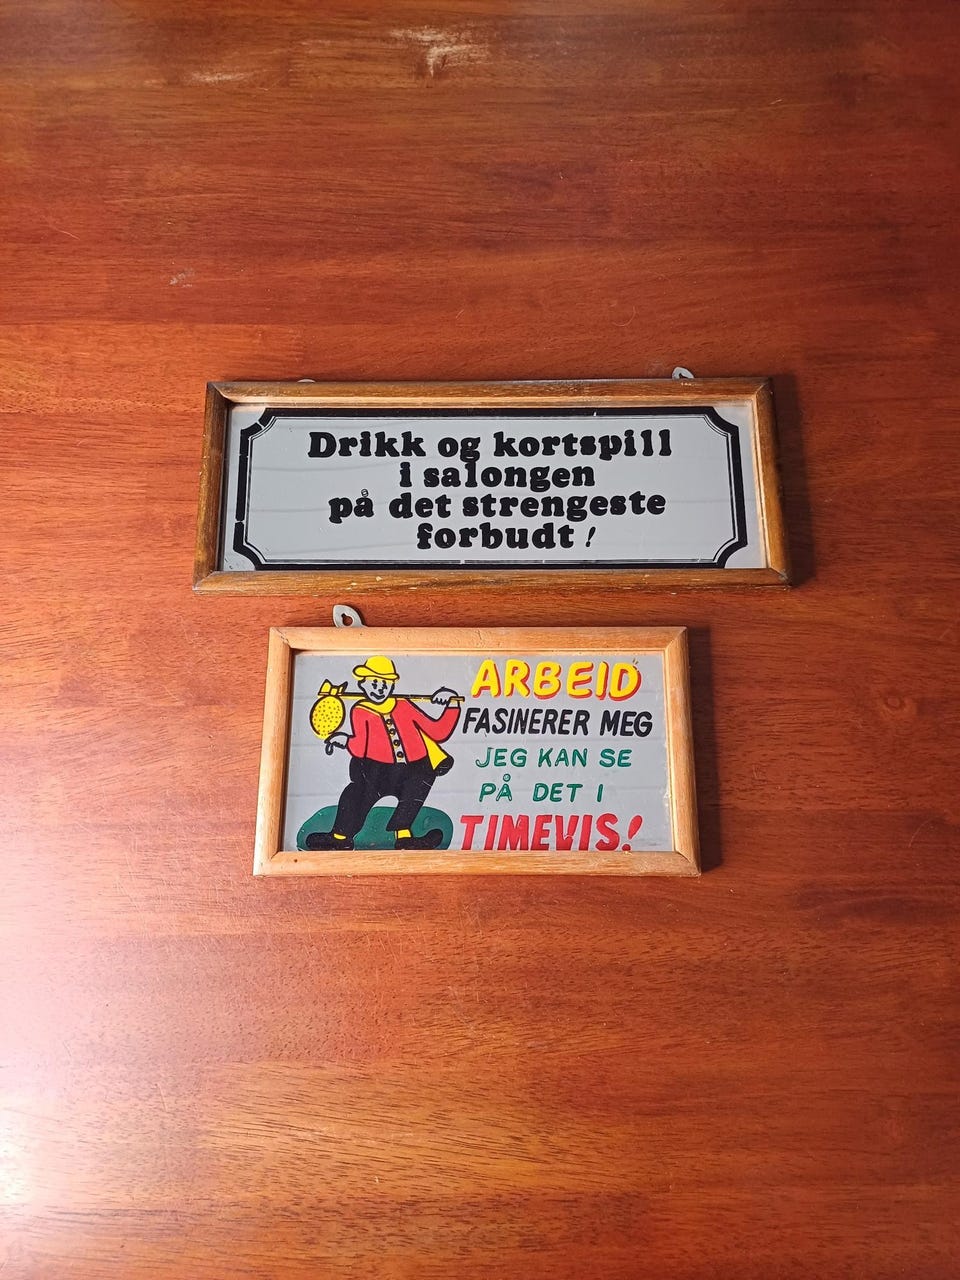 Drikk og kortspill
i salongen
på det strengeste
forbudt!
ARBEID
FASINERER MEG
JEG KAN SE
PÅ DET I
TIMEVIS!